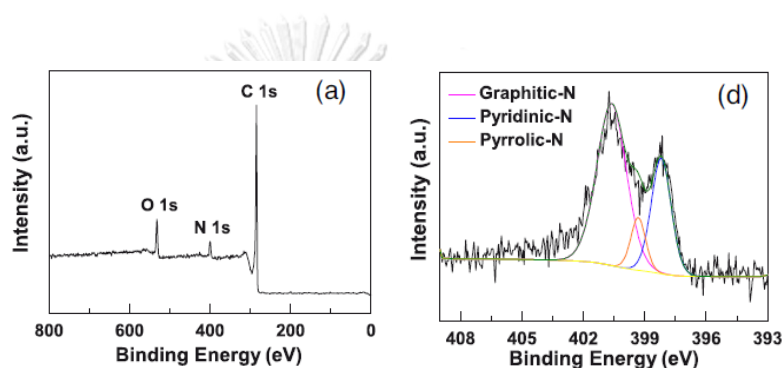 (a)
C 1s
O 1s
N 1s
Intensity (a.u.)
800 600 400 200 0
Binding Energy (eV)
(d)
Graphitic-N
Pyridinic-N
Pyrrolic-N
Intensity (a.u.)
408 405 402 399 396 393
Binding Energy (eV)